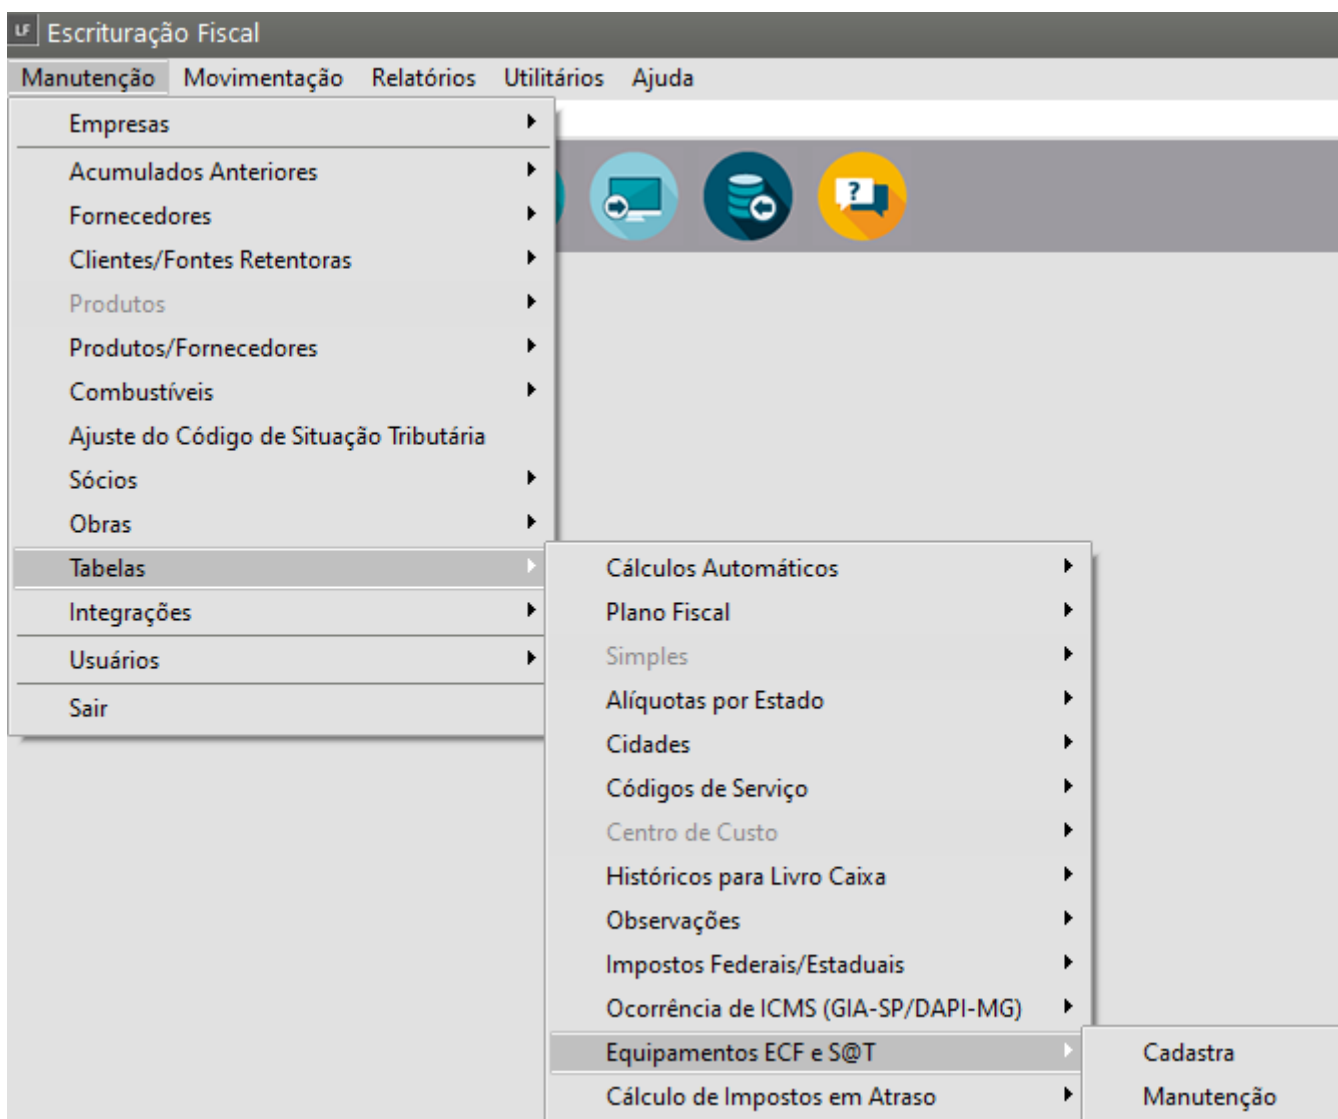 LF Escrituração Fiscal
Manutenção Movimentação Relatórios Utilitários Ajuda
Empresas
Acumulados Anteriores
Fornecedores
Clientes/Fontes Retentoras
Produtos
Produtos/Fornecedores
Combustíveis
Ajuste do Código de Situação Tributária
Sócios
Obras
Tabelas
Integrações
Usuários
Sair
Cálculos Automáticos
Plano Fiscal
Simples
Alíquotas por Estado
Cidades
Códigos de Serviço
Centro de Custo
Históricos para Livro Caixa
Observações
Impostos Federais/Estaduais
Ocorrência de ICMS (GIA-SP/DAPI-MG)
Equipamentos ECF e S@T
Cálculo de Impostos em Atraso
Cadastra
Manutenção
?